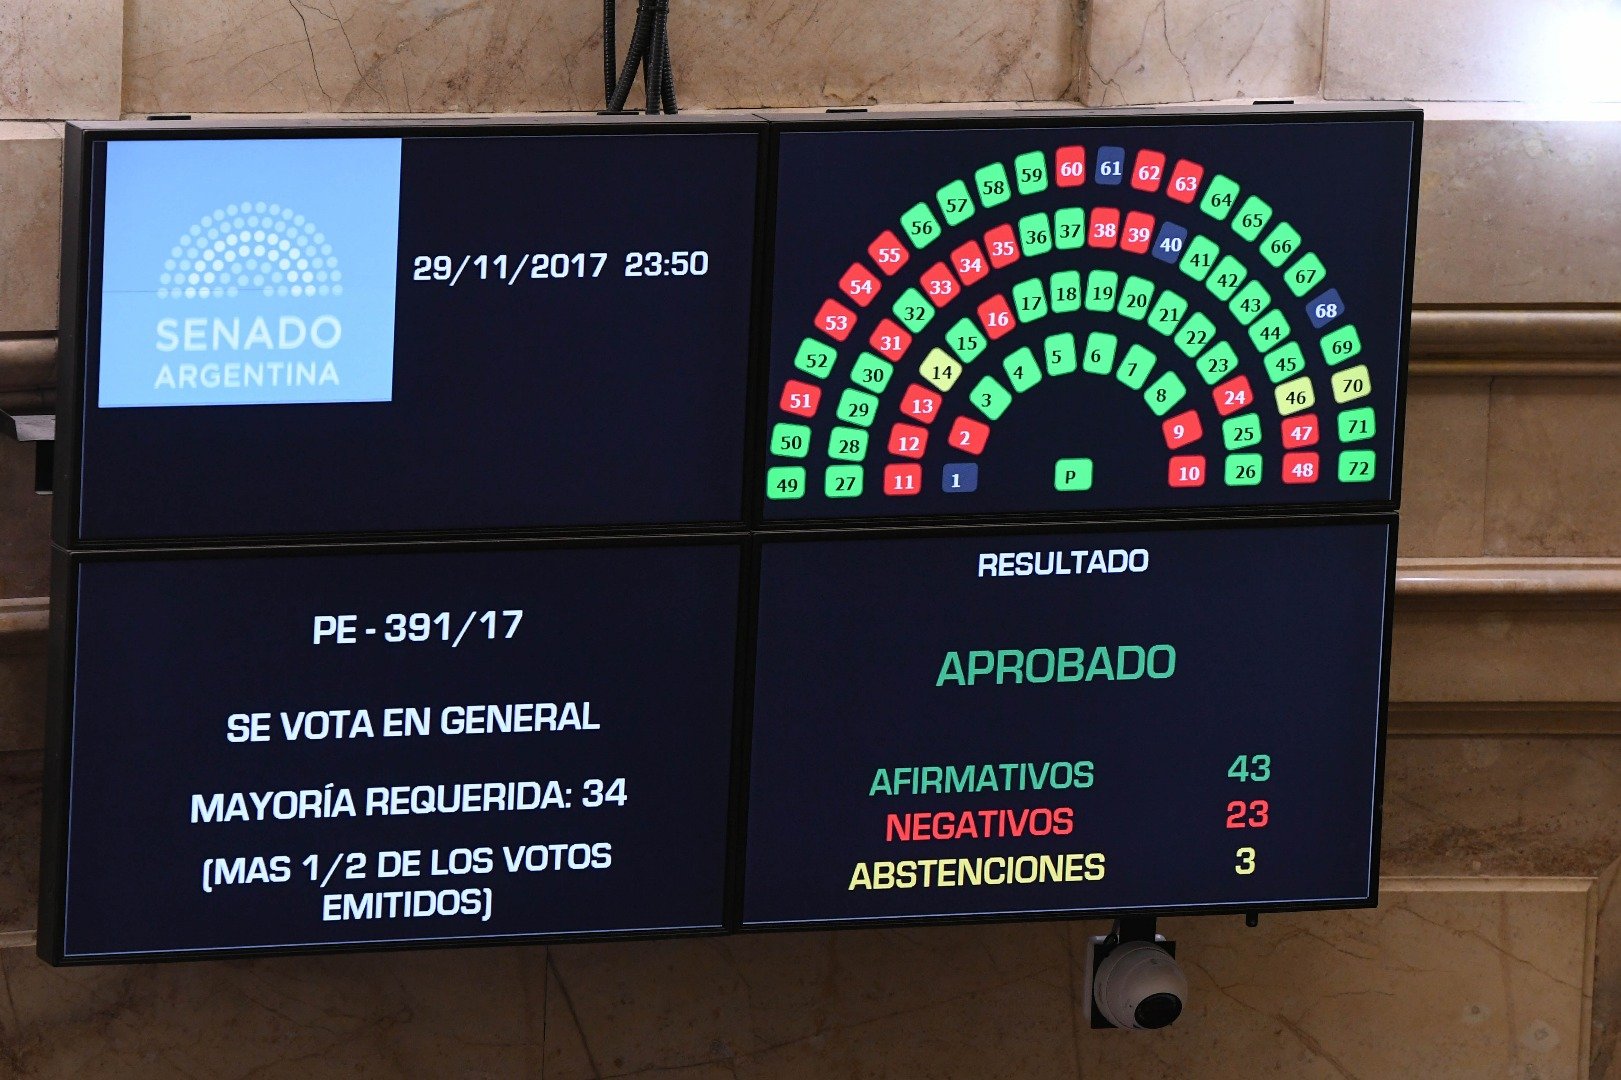 SENADO
ARGENTINA
29/11/2017 23:50
60 61 62 63
59 64
58 65
57 66
56 67
55 68
54 69
53 70
52 71
51 72
50
49
38 39 40
37 41
36 42
35 43
34 44
33 45
32 46
31 47
30 48
29
28
27
18 19 20
17 21
16 22
15 23
14 24
13 25
12 26
11
5 6 7
4 8
3 9
2 10
1
P
PE - 391/17
SE VOTA EN GENERAL
MAYORÍA REQUERIDA: 34
(MAS 1/2 DE LOS VOTOS
EMITIDOS)
RESULTADO
APROBADO
AFIRMATIVOS 43
NEGATIVOS 23
ABSTENCIONES 3